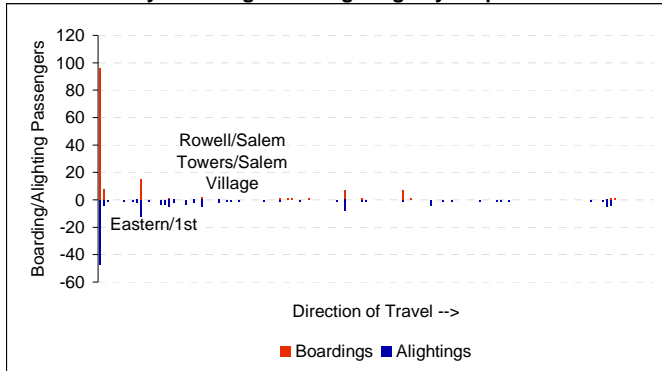 120
100
80
60
40
20
0
-20
-40
-60
Boarding/Alighting Passengers
Rowell/Salem
Towers/Salem
Village
Eastern/1st
Direction of Travel -->
Boardings Alightings